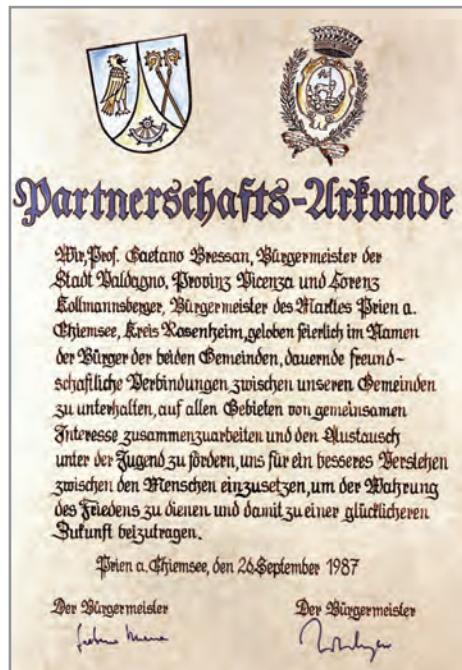 Partnerschafts-Urkunde
Wir, Prof. Gaetano Bressan, Bürgermeister der
Stadt Valdagno, Provinz Vicenza und Lorenz
Kollmannsberger, Bürgermeister des Marktes Prien a.
Chiemsee, Kreis Rosenheim, geloben feierlich im Namen
der Bürger der beiden Gemeinden, dauernde freund-
schaftliche Verbindungen zwischen unseren Gemeinden
zu unterhalten, auf allen Gebieten von gemeinsamen
Interesse zusammenzuarbeiten und den Austausch
unter der Jugend zu fördern, uns für ein besseres Verstehen
zwischen den Menschen einzusetzen, um der Wahrung
des Friedens zu dienen und damit zu einer glücklicheren
Zukunft beizutragen.
Prien a. Chiemsee, den 26. September 1987
Der Bürgermeister Der Bürgermeister